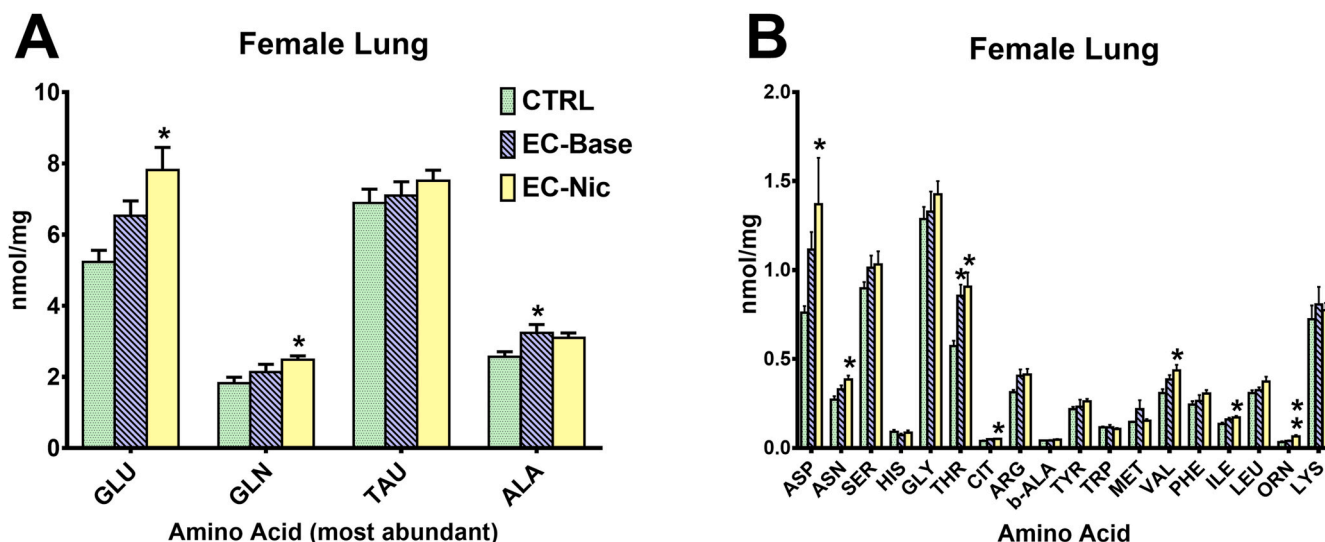 A
Female Lung
nmol/mg
10
8
6
4
2
0
CTRL
EC-Base
EC-Nic
*
*
*
GLU
GLN
TAU
ALA
Amino Acid (most abundant)
B
Female Lung
nmol/mg
2.0
1.5
1.0
0.5
0.0
*
*
*
*
*
*
*
*
*
ASP
ASN
SER
HIS
GLY
THR
CIT
ARG
b-ALA
TYR
TRP
MET
VAL
PHE
ILE
LEU
ORN
LYS
Amino Acid